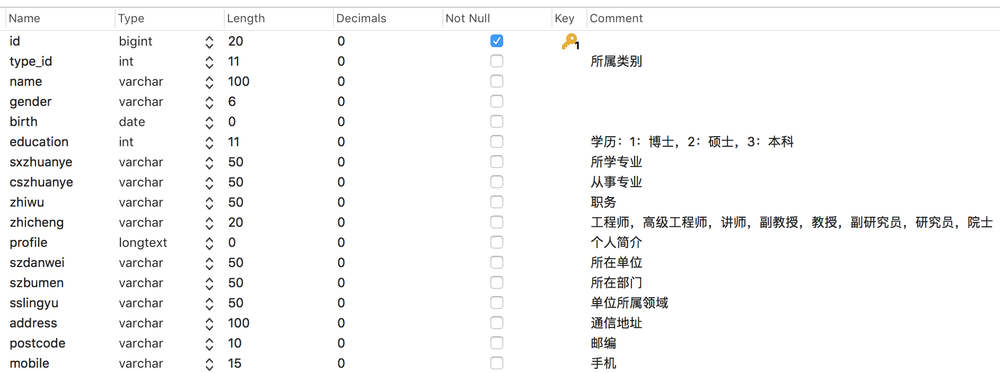 Name Type Length Decimals Not Null Key Comment
id bigint 20 0 1
type_id int 11 0 所属类别
name varchar 100 0
gender varchar 6 0
birth date 0 0
education int 11 0 学历：1：博士，2：硕士，3：本科
sxzhuanye varchar 50 0 所学专业
cszhuanye varchar 50 0 从事专业
zhiwu varchar 50 0 职务
zhicheng varchar 20 0 工程师，高级工程师，讲师，副教授，教授，副研究员，研究员，院士
profile longtext 0 0 个人简介
szdanwei varchar 50 0 所在单位
szbumen varchar 50 0 所在部门
sslingyu varchar 50 0 单位所属领域
address varchar 100 0 通信地址
postcode varchar 10 0 邮编
mobile varchar 15 0 手机